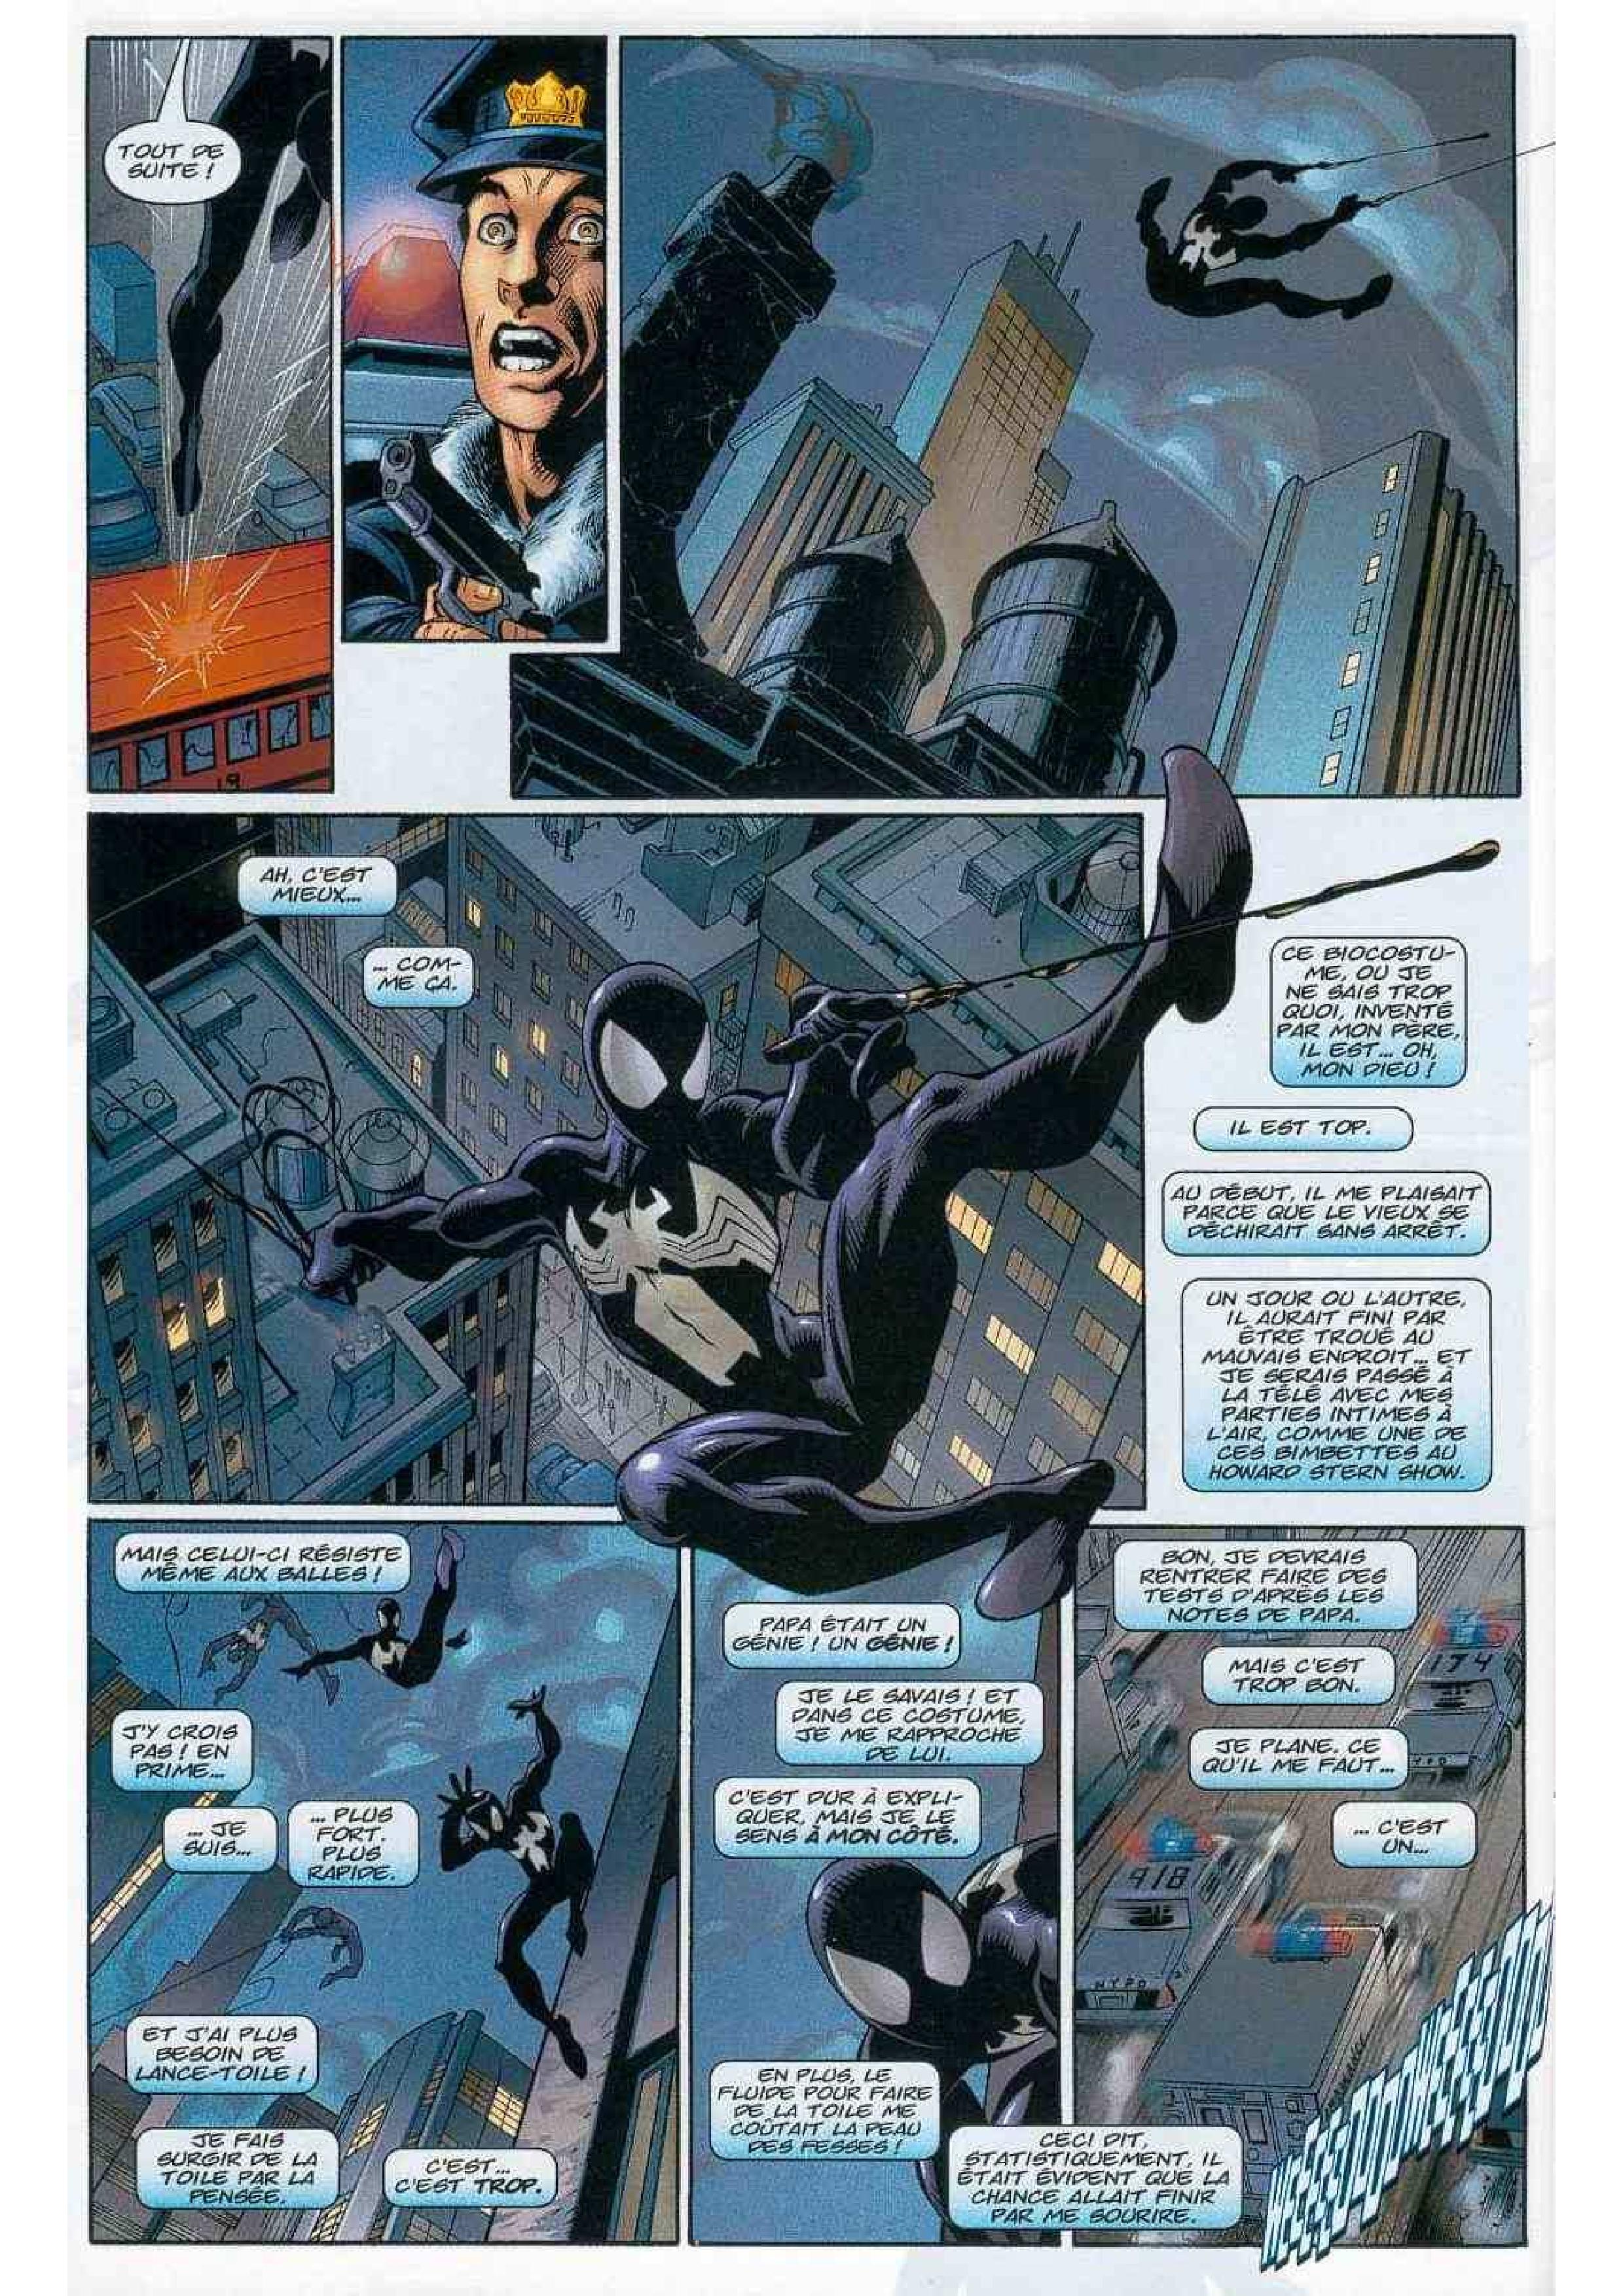 TOUT DE
SUITE !
19
AH, C'EST
MIEUX...
... COM-
ME ÇA.
CE BIOCOSTU-
ME, OU JE
NE SAIS TROP
QUOI, INVENTÉ
PAR MON PÈRE,
IL EST... OH,
MON DIEU !
IL EST TOP.
AU DÉBUT, IL ME PLAISAIT
PARCE QUE LE VIEUX SE
DÉCHIRAIT SANS ARRÊT.
UN JOUR OU L'AUTRE,
IL AURAIT FINI PAR
ÊTRE TROUÉ AU
MAUVAIS ENDROIT... ET
JE SERAIS PASSÉ À
LA TÉLÉ AVEC MES
PARTIES INTIMES À
L'AIR, COMME UNE DE
CES BIMBETTES AU
HOWARD STERN SHOW.
MAIS CELUI-CI RÉSISTE
MÊME AUX BALLES !
J'Y CROIS
PAS ! EN
PRIME...
... JE
SUIS...
... PLUS
FORT.
PLUS
RAPIDE.
ET J'AI PLUS
BESOIN DE
LANCE-TOILE !
JE FAIS
SURGIR DE LA
TOILE PAR LA
PENSÉE.
C'EST...
C'EST TROP.
PAPA ÉTAIT UN
GÉNIE ! UN GÉNIE !
JE LE SAVAIS ! ET
DANS CE COSTUME,
JE ME RAPPROCHE
DE LUI.
C'EST DUR À EXPLI-
QUER, MAIS JE LE
SENS À MON CÔTÉ.
EN PLUS, LE
FLUIDE POUR FAIRE
DE LA TOILE ME
COÛTAIT LA PEAU
DES FESSES !
CECI DIT,
STATISTIQUEMENT, IL
ÉTAIT ÉVIDENT QUE LA
CHANCE ALLAIT FINIR
PAR ME SOURIRE.
BON, JE DEVRAIS
RENTRER FAIRE DES
TESTS D'APRÈS LES
NOTES DE PAPA.
MAIS C'EST
TROP BON.
JE PLANE. CE
QU'IL ME FAUT...
... C'EST
UN...
174
918
NYPD